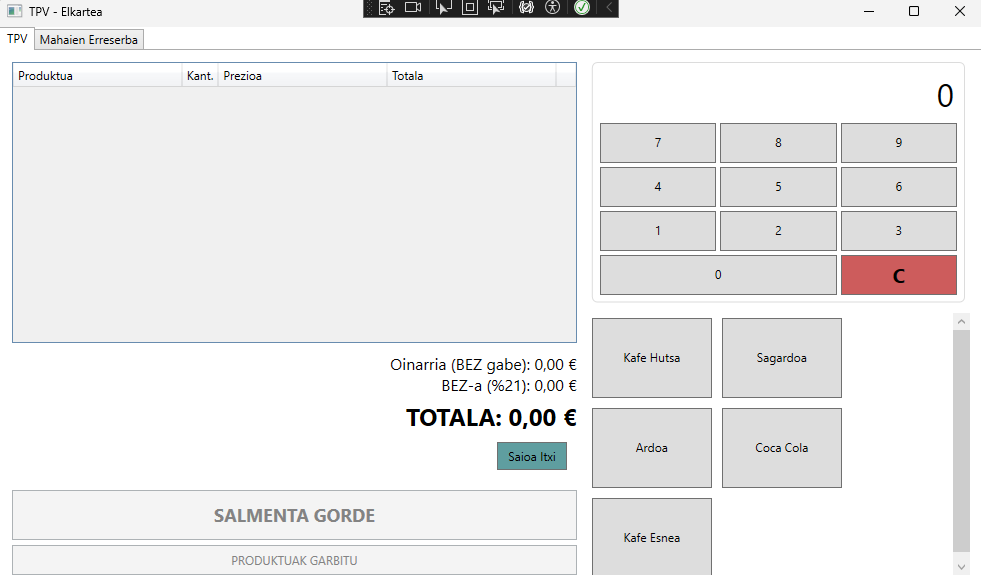 TPV - Elkartea
TPV Mahaien Erreserba
Produktua Kant. Prezioa Totala
0
7 8 9
4 5 6
1 2 3
0 C
Oinarria (BEZ gabe): 0,00 €
BEZ-a (%21): 0,00 €
TOTALA: 0,00 €
Saioa Itxi
SALMENTA GORDE
PRODUKTUAK GARBITU
Kafe Hutsa Sagardoa
Ardoa Coca Cola
Kafe Esnea